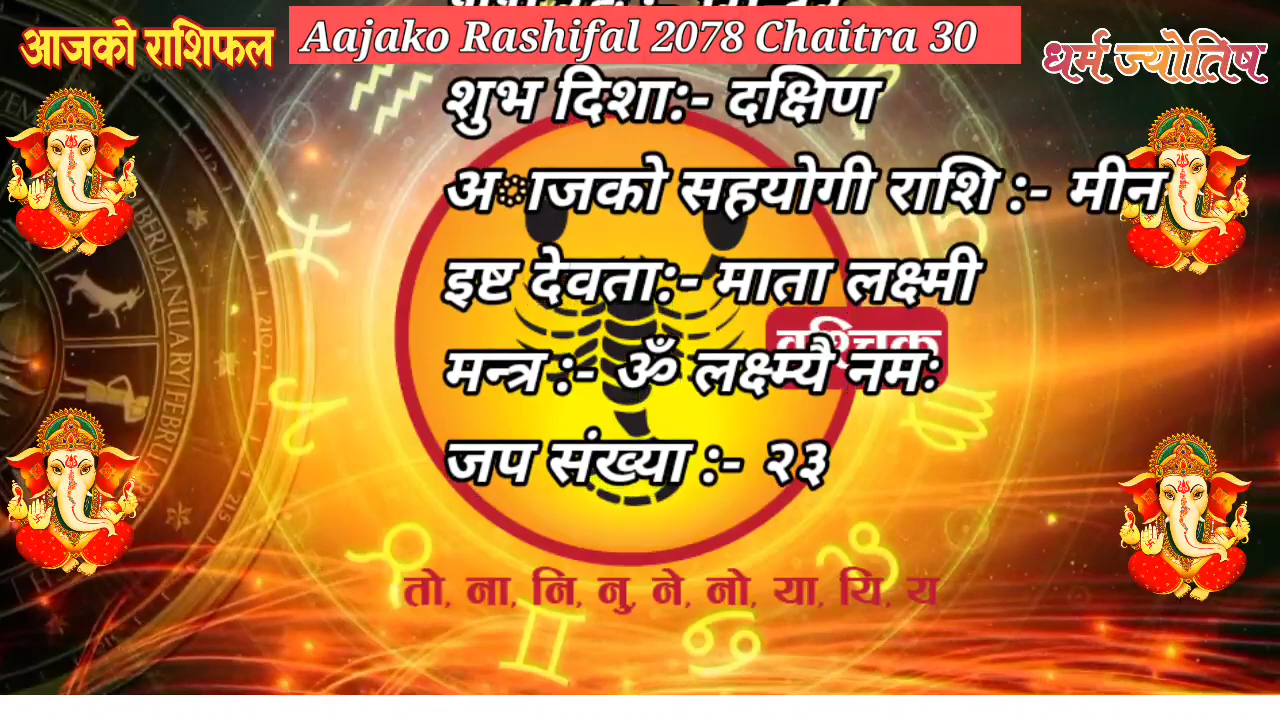 आजको राशिफल
Aajako Rashifal 2078 Chaitra 30
धर्म ज्योतिष
शुभ दिशा:- दक्षिण
अाजको सहयोगी राशि :- मीन
इष्ट देवता:- माता लक्ष्मी
वृश्चिक
मन्त्र :- ॐ लक्ष्म्यै नमः
जप संख्या :- २३
तो, ना, नि, नु, ने, नो, या, यि, य